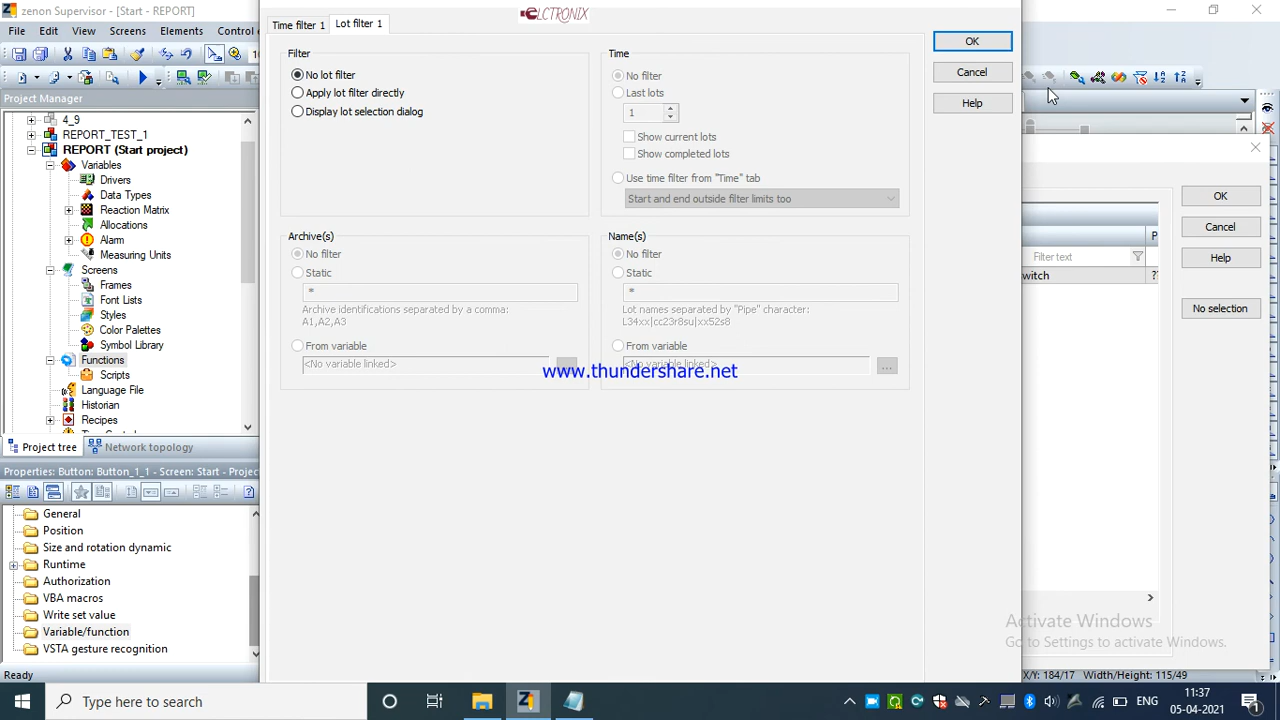 zenon Supervisor - [Start - REPORT]
File Edit View Screens Elements Control
Project Manager
4_9
REPORT_TEST_1
REPORT (Start project)
Variables
Drivers
Data Types
Reaction Matrix
Allocations
Alarm
Measuring Units
Screens
Frames
Font Lists
Styles
Color Palettes
Symbol Library
Functions
Scripts
Language File
Historian
Recipes
Project tree Network topology
Properties: Button: Button_1_1 - Screen: Start - Project
General
Position
Size and rotation dynamic
Runtime
Authorization
VBA macros
Write set value
Variable/function
VSTA gesture recognition
Ready
ELCTRONIX
Time filter 1 Lot filter 1
Filter
No lot filter
Apply lot filter directly
Display lot selection dialog
Time
No filter
Last lots
1
Show current lots
Show completed lots
Use time filter from "Time" tab
Start and end outside filter limits too
Archive(s)
No filter
Static
*
Archive identifications separated by a comma:
A1,A2,A3
From variable
<No variable linked>
Name(s)
No filter
Static
*
Lot names separated by "Pipe" character:
L34xx|cc23r8su|xx52s8
From variable
<No variable linked>
...
www.thundershare.net
OK
Cancel
Help
Filter text
witch
??
OK
Cancel
Help
No selection
Activate Windows
Go to Settings to activate Windows.
X/Y: 184/17 Width/Height: 115/49
Type here to search
ENG
11:37
05-04-2021
1